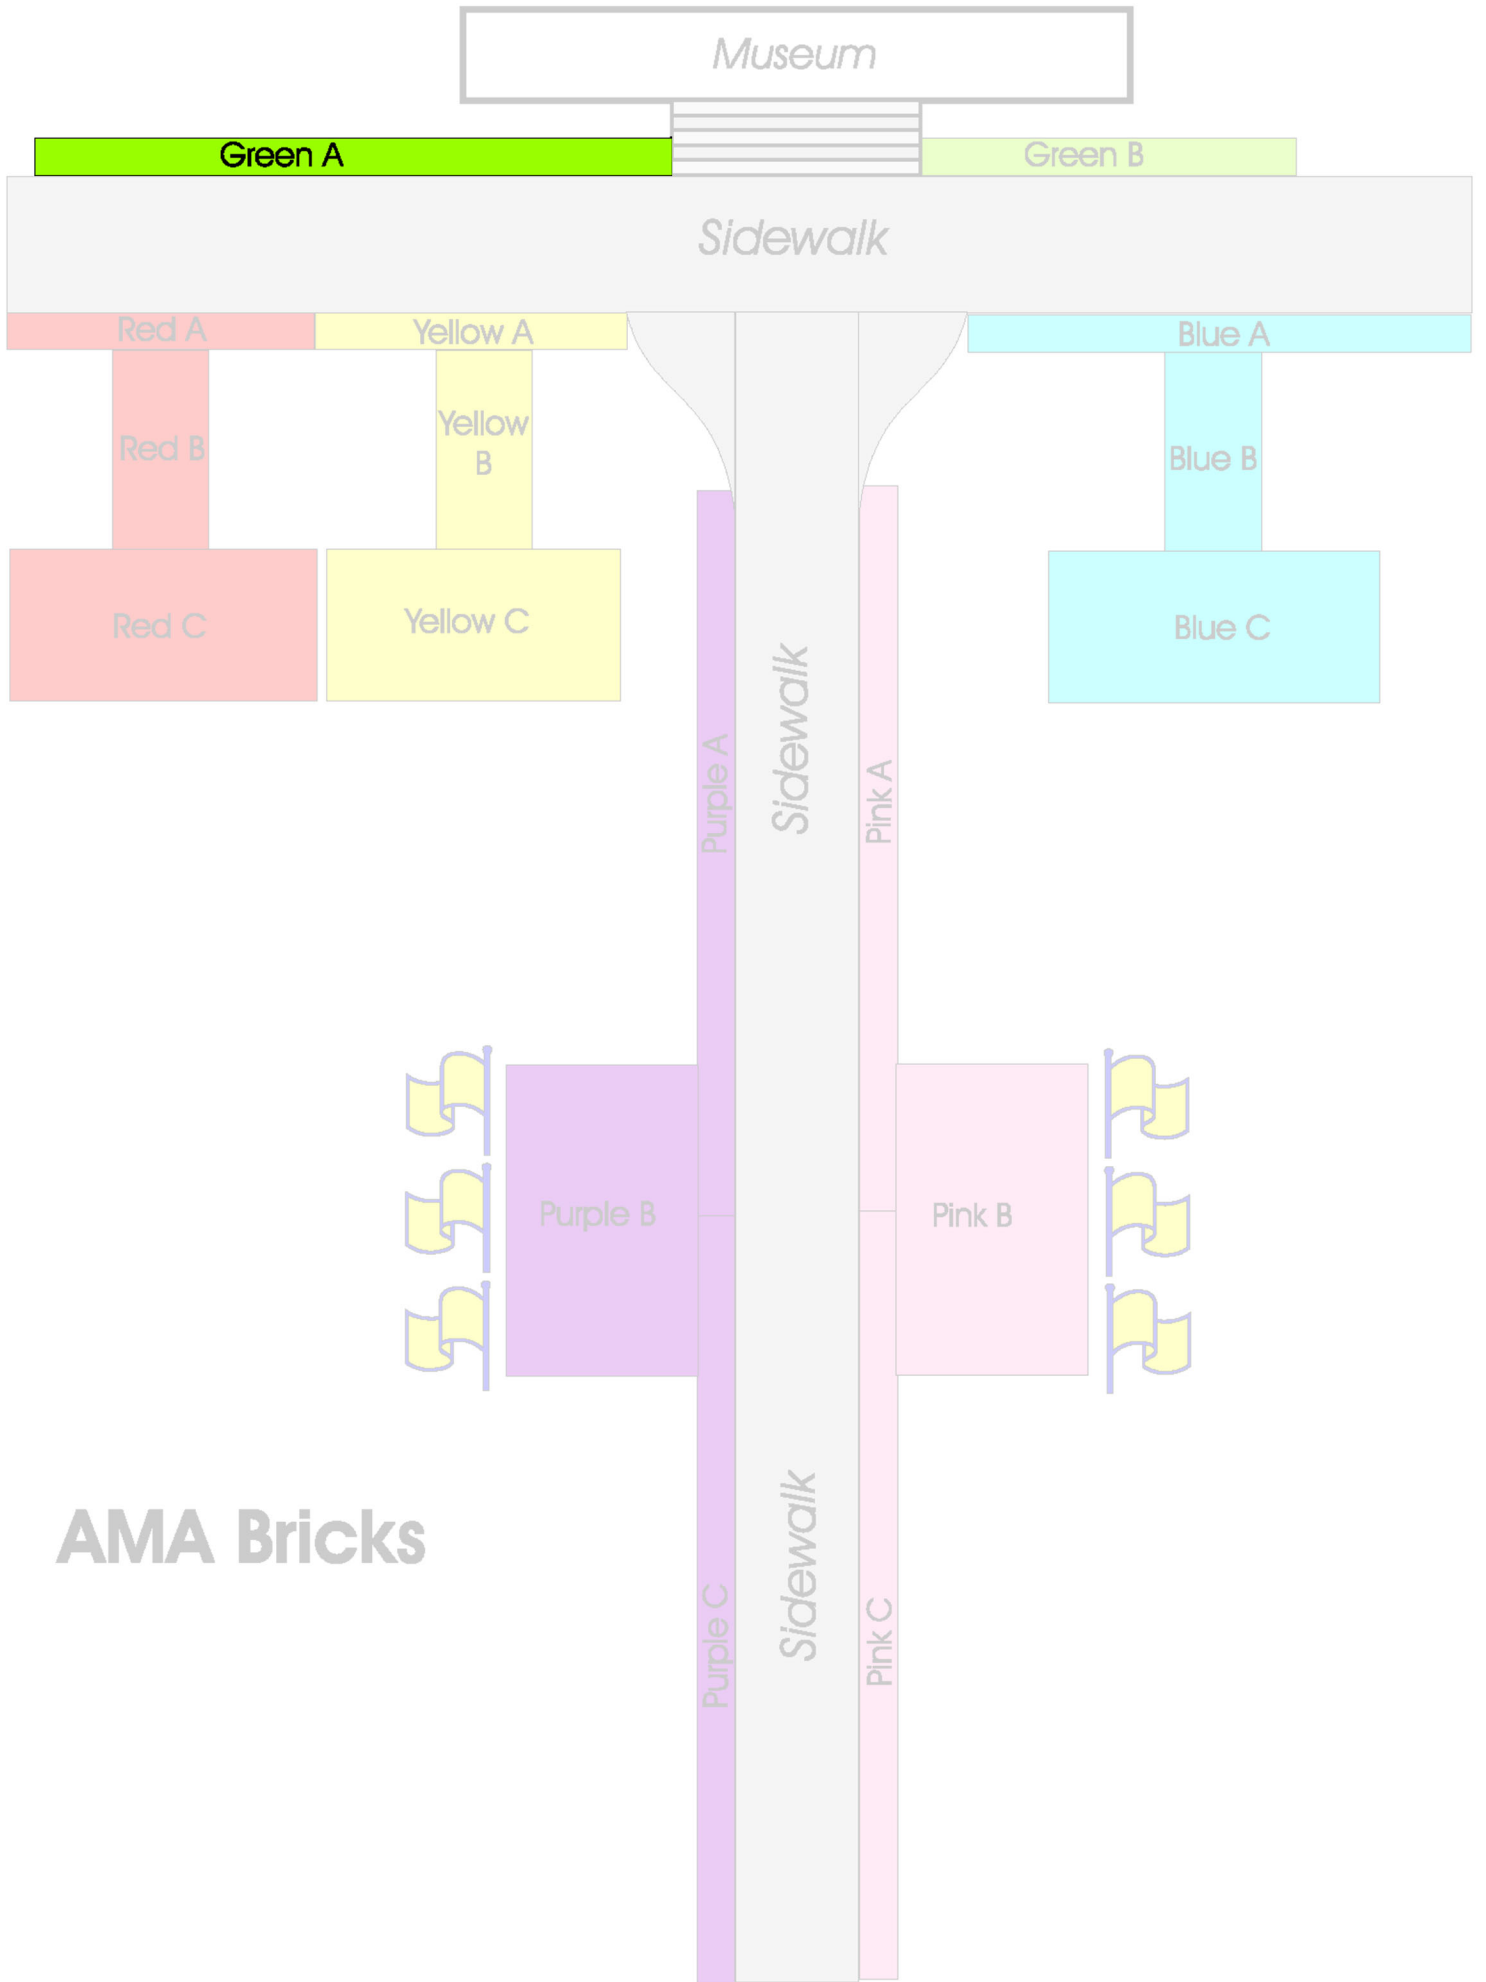 Museum
Green A
Green B
Sidewalk
Red A
Yellow A
Blue A
Red B
Yellow
B
Blue B
Red C
Yellow C
Blue C
Sidewalk
Purple A
Pink A
Purple B
Pink B
AMA Bricks
Sidewalk
Purple C
Pink C